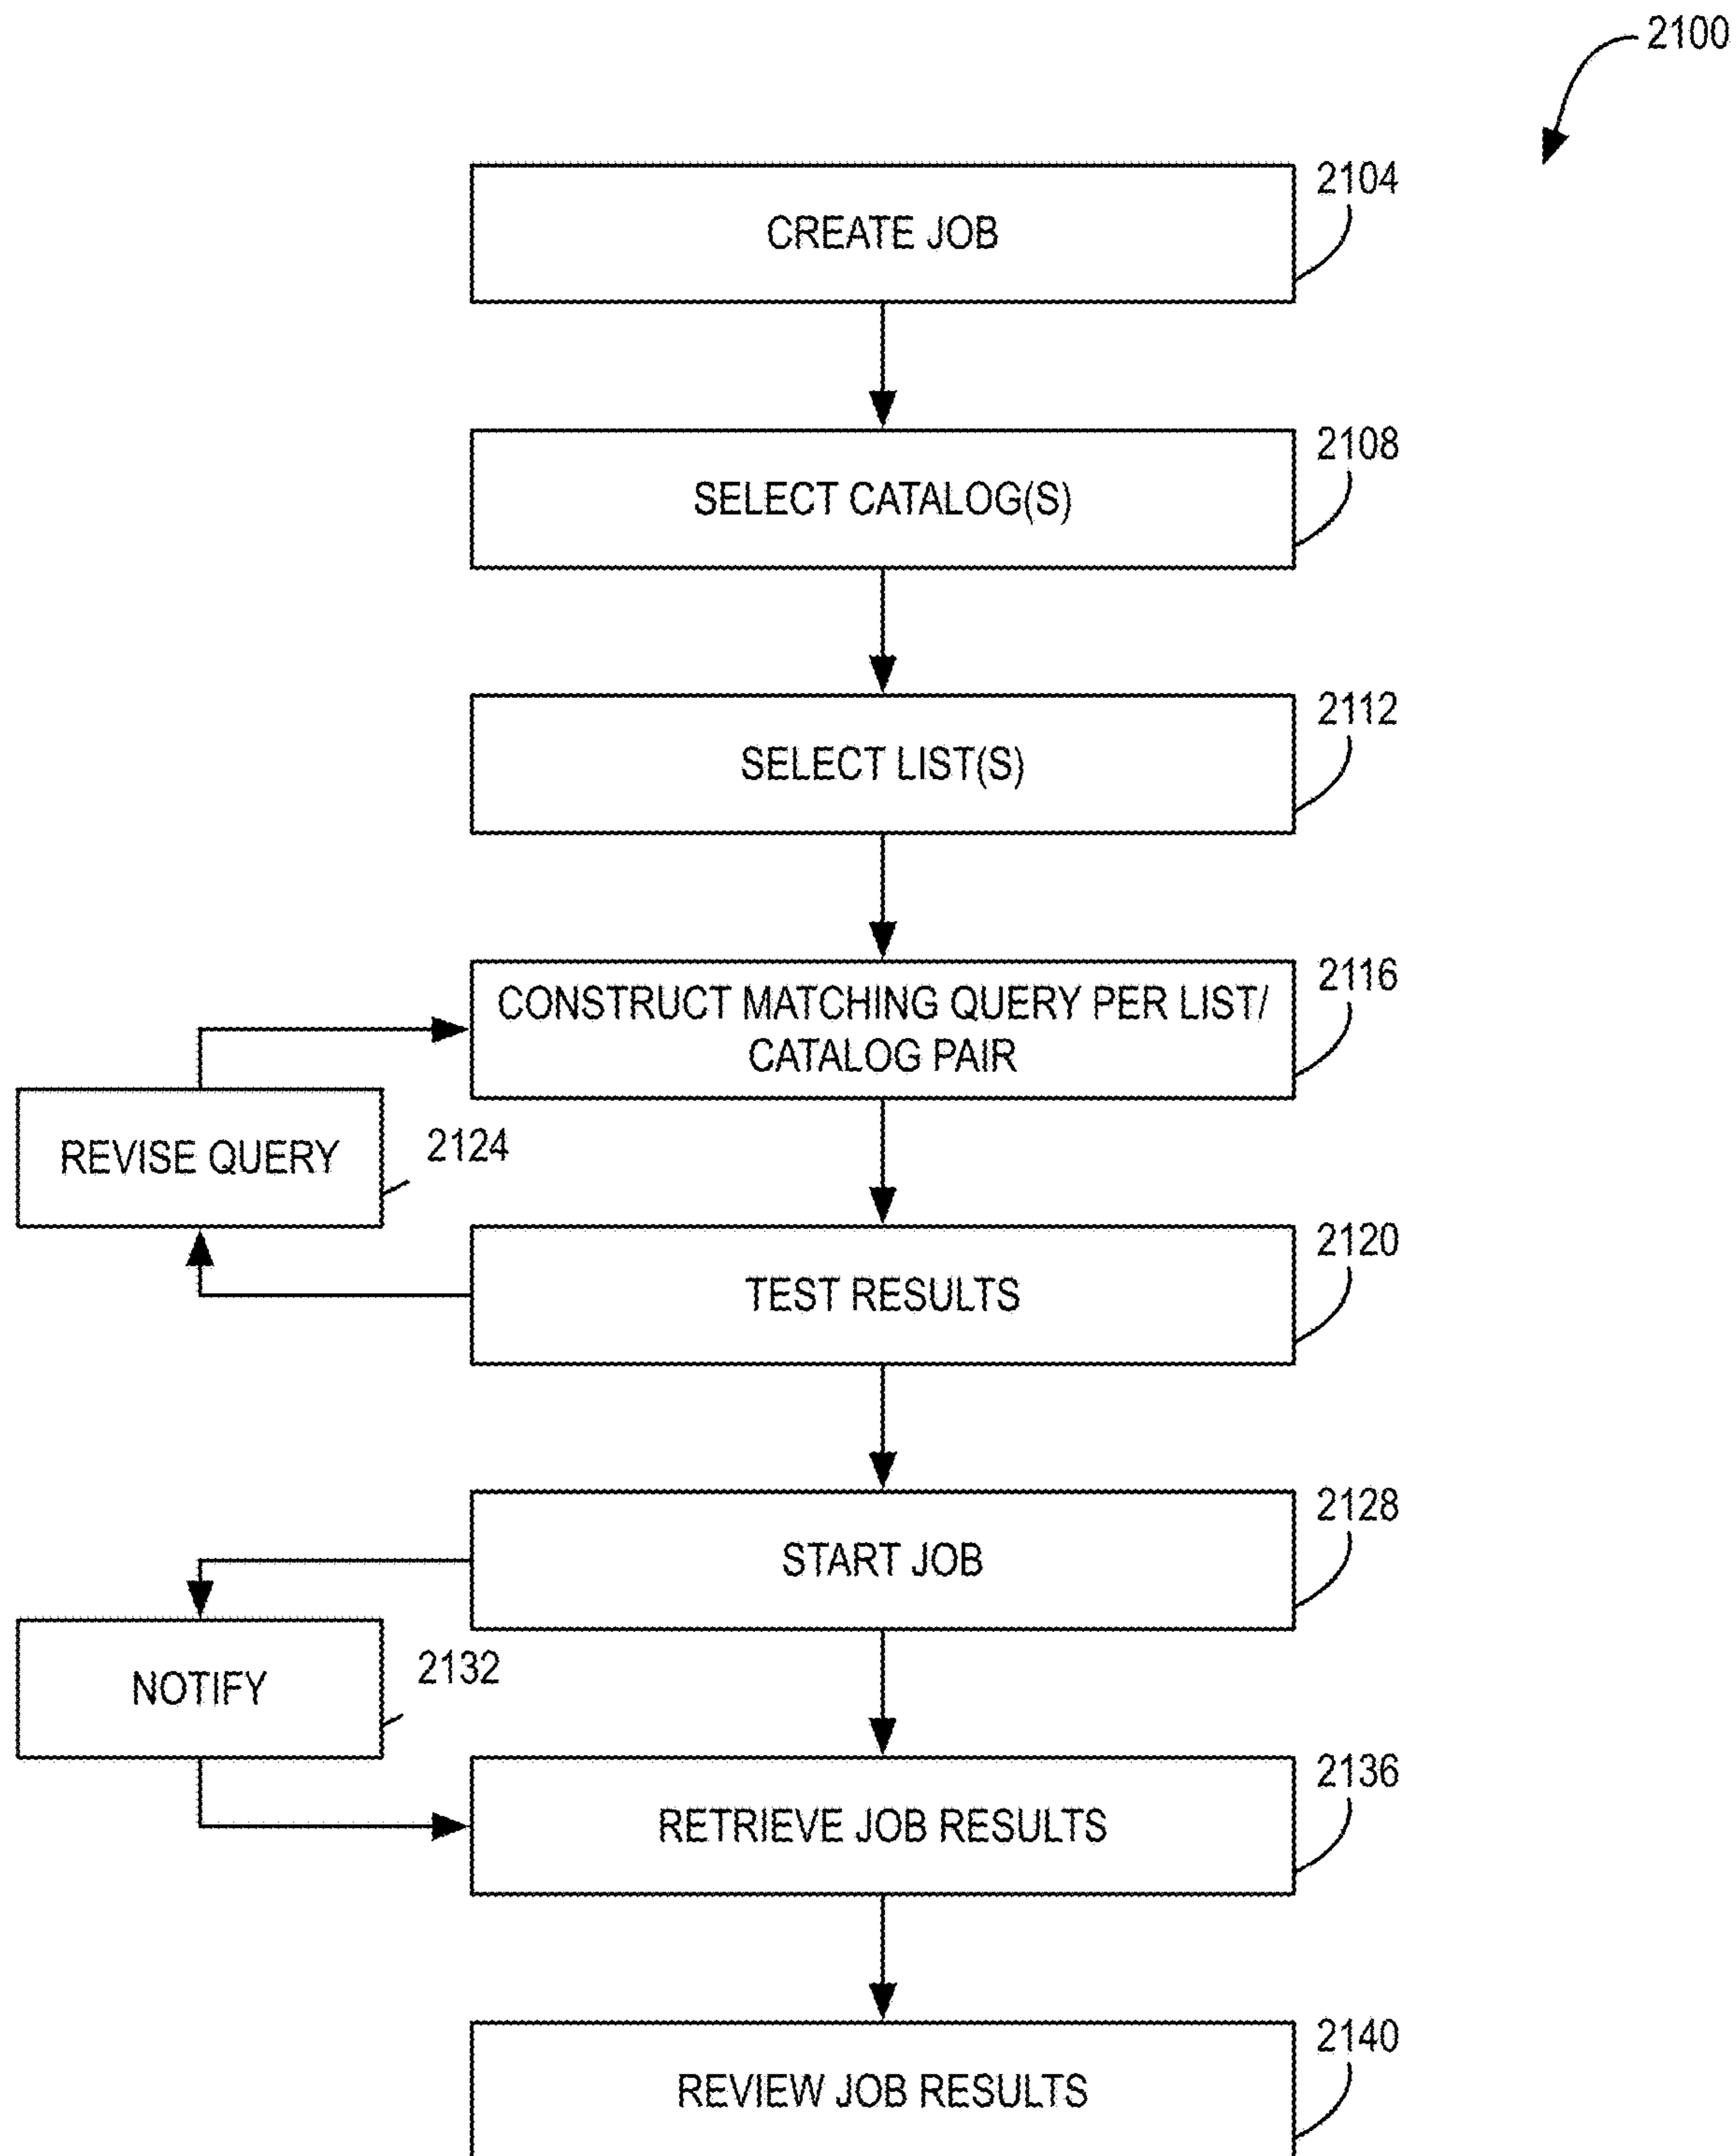 2100
CREATE JOB
2104
SELECT CATALOG(S)
2108
SELECT LIST(S)
2112
CONSTRUCT MATCHING QUERY PER LIST/
CATALOG PAIR
2116
REVISE QUERY
2124
TEST RESULTS
2120
START JOB
2128
NOTIFY
2132
RETRIEVE JOB RESULTS
2136
REVIEW JOB RESULTS
2140